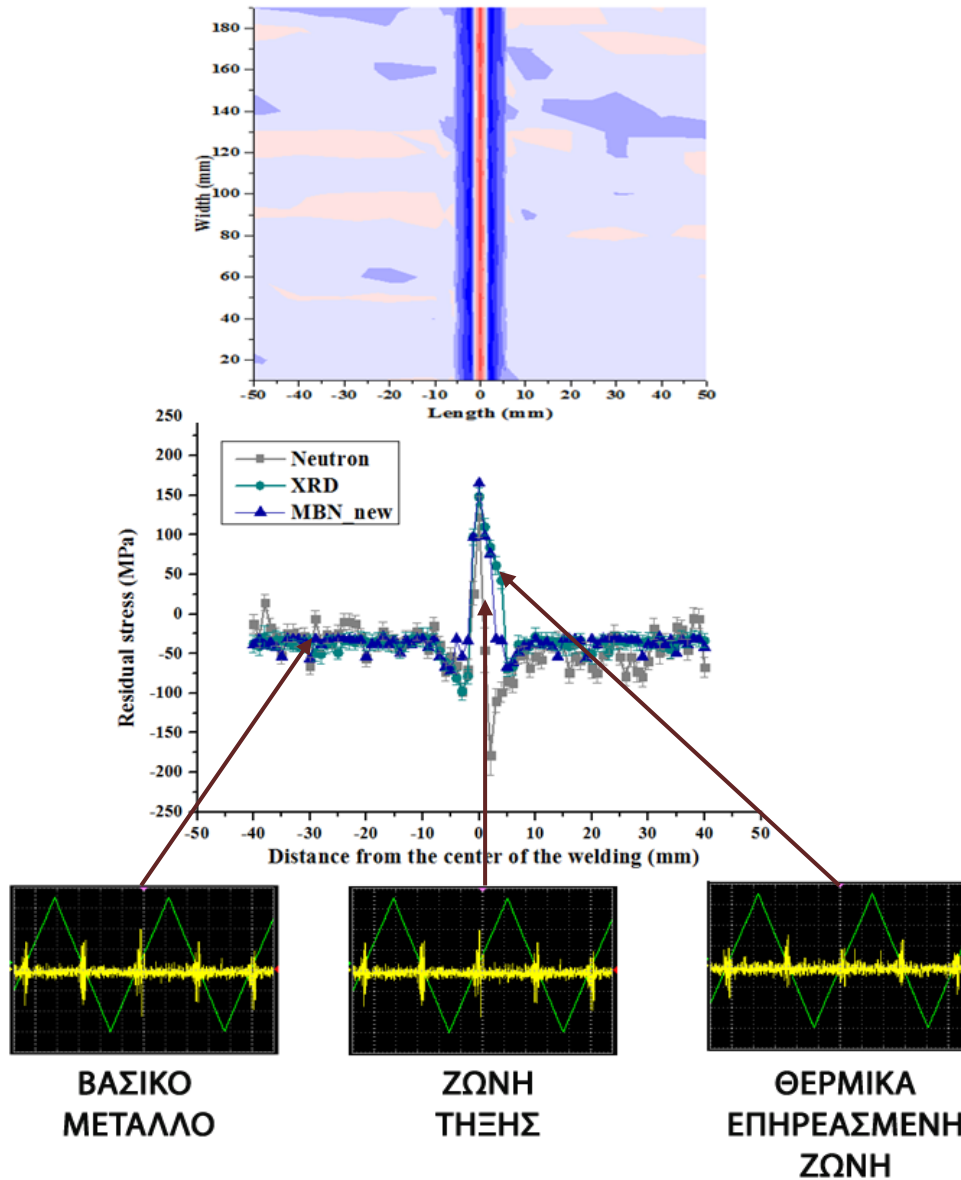 180
160
140
120
100
80
60
40
20
Width (mm)
-50 -40 -30 -20 -10 0 10 20 30 40 50
Length (mm)
250
200
150
100
50
0
-50
-100
-150
-200
-250
Residual stress (MPa)
Neutron
XRD
MBN_new
-50 -40 -30 -20 -10 0 10 20 30 40 50
Distance from the center of the welding (mm)
ΒΑΣΙΚΟ
ΜΕΤΑΛΛΟ
ΖΩΝΗ
ΤΗΞΗΣ
ΘΕΡΜΙΚΑ
ΕΠΗΡΕΑΣΜΕΝΗ
ΖΩΝΗ